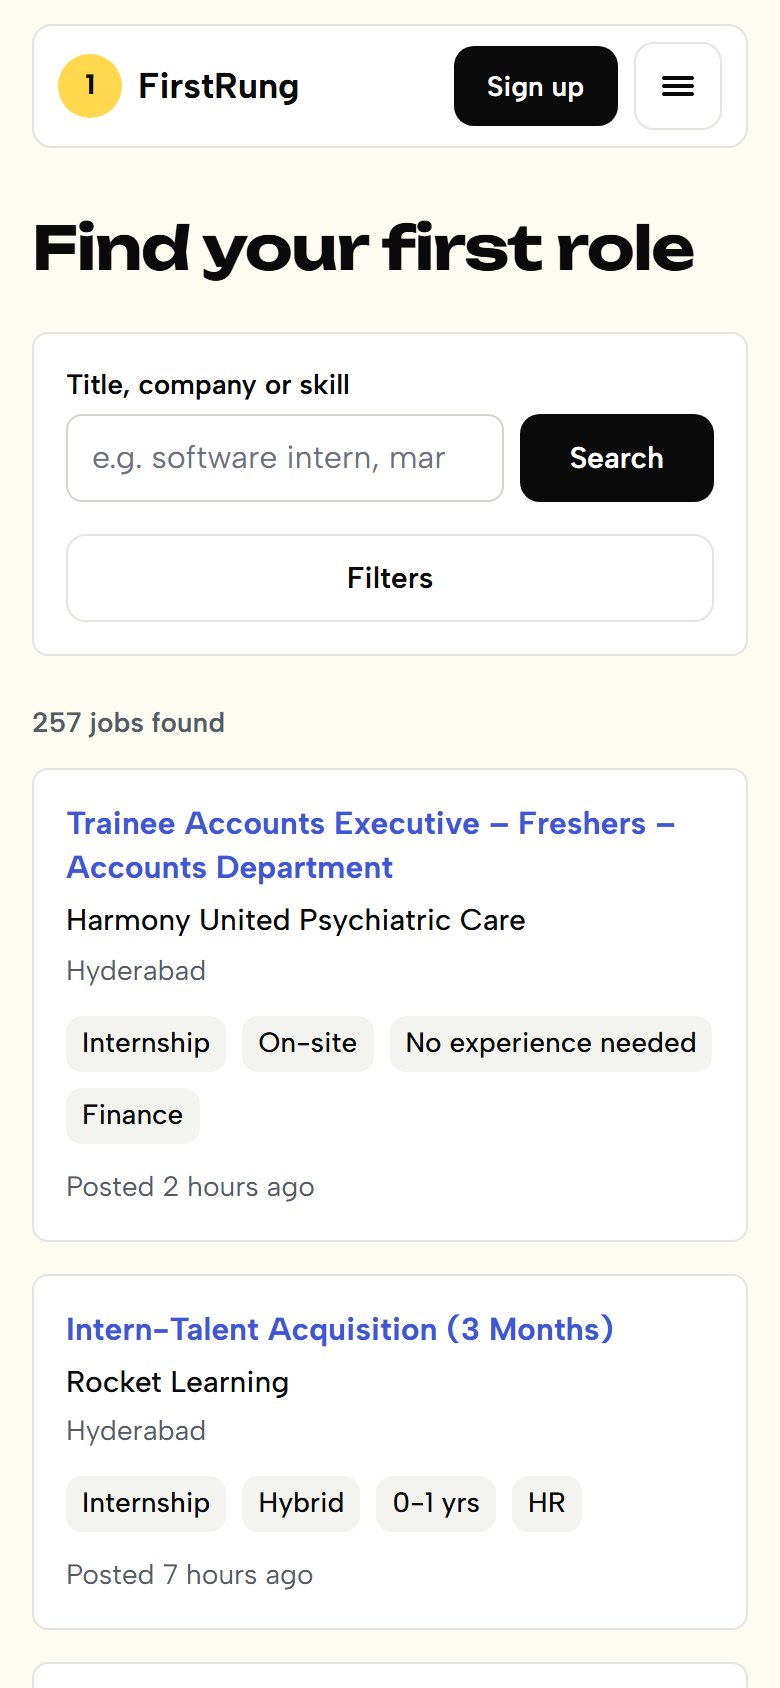 1 FirstRung Sign up
Find your first role
Title, company or skill
e.g. software intern, mar Search
Filters
257 jobs found
Trainee Accounts Executive – Freshers –
Accounts Department
Harmony United Psychiatric Care
Hyderabad
Internship On-site No experience needed
Finance
Posted 2 hours ago
Intern-Talent Acquisition (3 Months)
Rocket Learning
Hyderabad
Internship Hybrid 0-1 yrs HR
Posted 7 hours ago